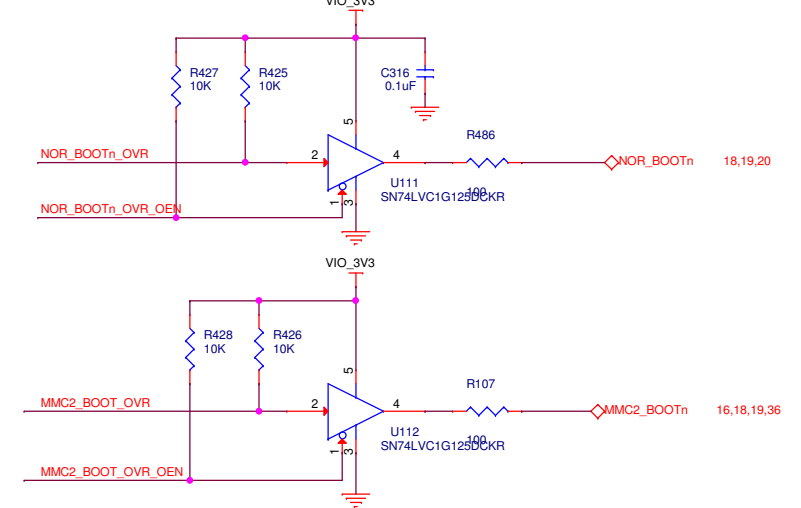 VIO_3V3
R427
10K
R425
10K
C316
0.1uF
5
NOR_BOOTn_OVR
2
4
R486
100
NOR_BOOTn 18,19,20
U111
SN74LVC1G125DCKR
NOR_BOOTn_OVR_OEN
1
3
VIO_3V3
R428
10K
R426
10K
5
MMC2_BOOT_OVR
2
4
R107
100
MMC2_BOOTn 16,18,19,36
U112
SN74LVC1G125DCKR
MMC2_BOOT_OVR_OEN
1
3